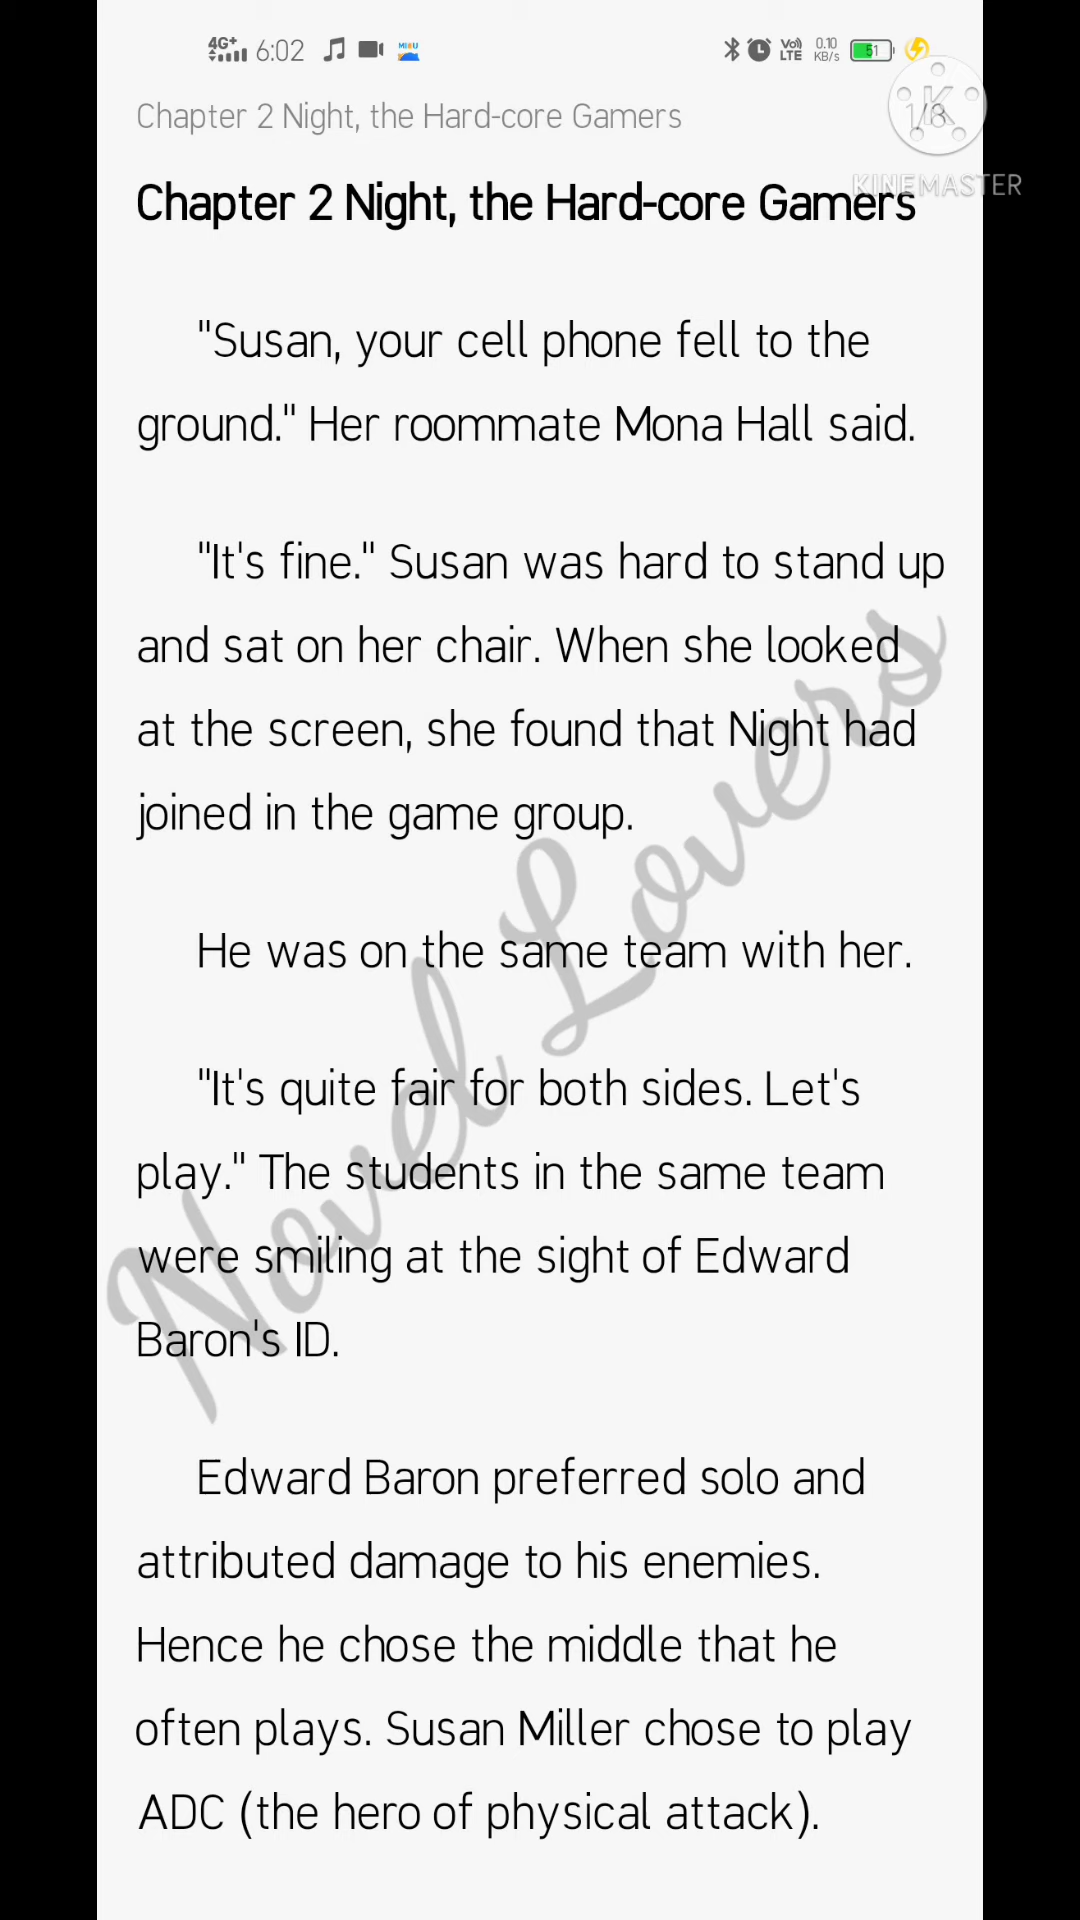 4G+ 6:02 MIUI Vo)) LTE 0.10 KB/s 51
Chapter 2 Night, the Hard-core Gamers 1/8
KINEMASTER
Chapter 2 Night, the Hard-core Gamers
"Susan, your cell phone fell to the
ground." Her roommate Mona Hall said.
"It's fine." Susan was hard to stand up
and sat on her chair. When she looked
at the screen, she found that Night had
joined in the game group.
He was on the same team with her.
"It's quite fair for both sides. Let's
play." The students in the same team
were smiling at the sight of Edward
Baron's ID.
Edward Baron preferred solo and
attributed damage to his enemies.
Hence he chose the middle that he
often plays. Susan Miller chose to play
ADC (the hero of physical attack).
Novel Lovers